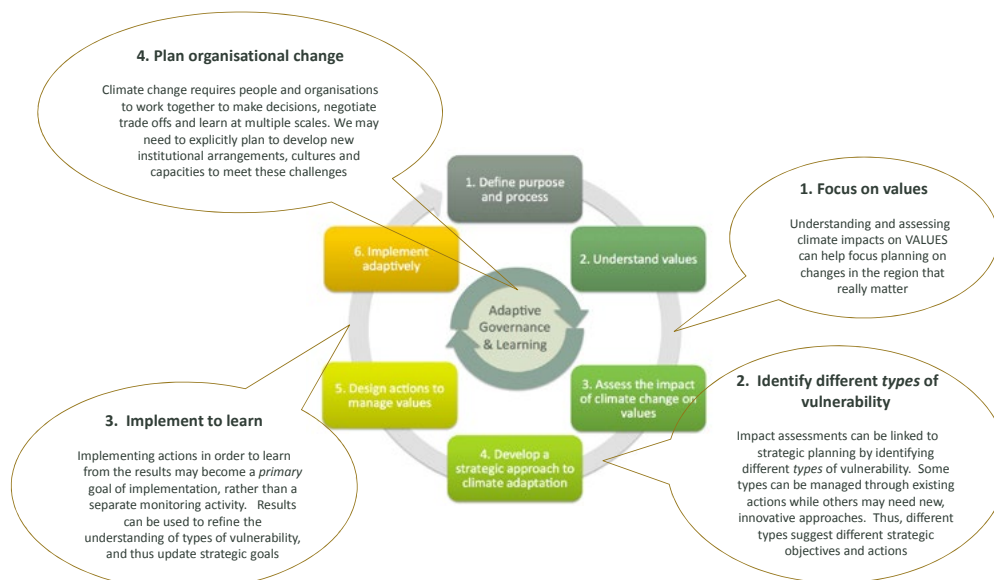 4. Plan organisational change
Climate change requires people and organisations
to work together to make decisions, negotiate
trade offs and learn at multiple scales. We may
need to explicitly plan to develop new
institutional arrangements, cultures and
capacities to meet these challenges
1. Define purpose
and process
2. Understand values
3. Assess the impact
of climate change on
values
4. Develop a
strategic approach to
climate adaptation
5. Design actions to
manage values
6. Implement
adaptively
Adaptive
Governance
& Learning
1. Focus on values
Understanding and assessing
climate impacts on VALUES
can help focus planning on
changes in the region that
really matter
2. Identify different types of
vulnerability
Impact assessments can be linked to
strategic planning by identifying
different types of vulnerability. Some
types can be managed through existing
actions while others may need new,
innovative approaches. Thus, different
types suggest different strategic
objectives and actions
3. Implement to learn
Implementing actions in order to learn
from the results may become a primary
goal of implementation, rather than a
separate monitoring activity. Results
can be used to refine the
understanding of types of vulnerability,
and thus update strategic goals